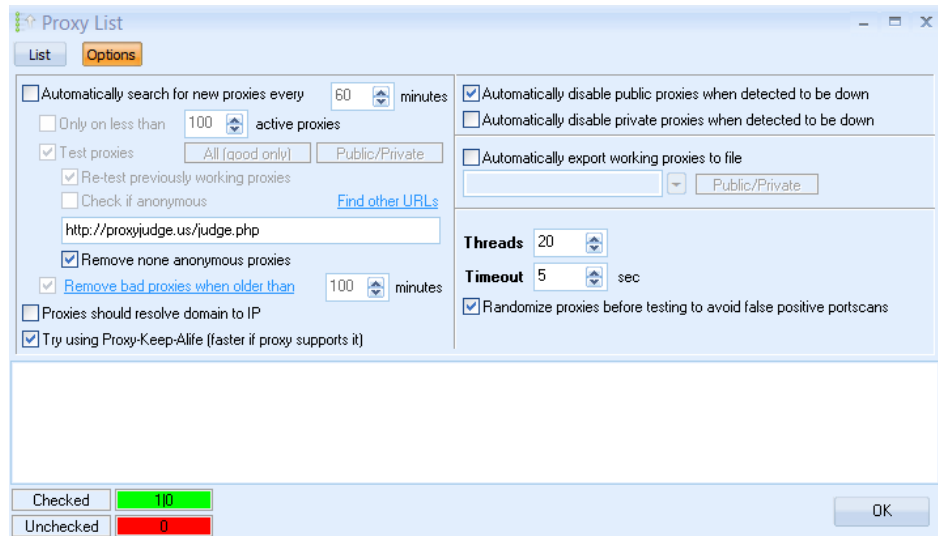 Proxy List
List Options
Automatically search for new proxies every 60 minutes
Only on less than 100 active proxies
Test proxies All (good only) Public/Private
Re-test previously working proxies
Check if anonymous Find other URLs
http://proxyjudge.us/judge.php
Remove none anonymous proxies
Remove bad proxies when older than 100 minutes
Proxies should resolve domain to IP
Try using Proxy-Keep-Alife (faster if proxy supports it)
Automatically disable public proxies when detected to be down
Automatically disable private proxies when detected to be down
Automatically export working proxies to file
Public/Private
Threads 20
Timeout 5 sec
Randomize proxies before testing to avoid false positive portscans
Checked 1|0
Unchecked 0
OK